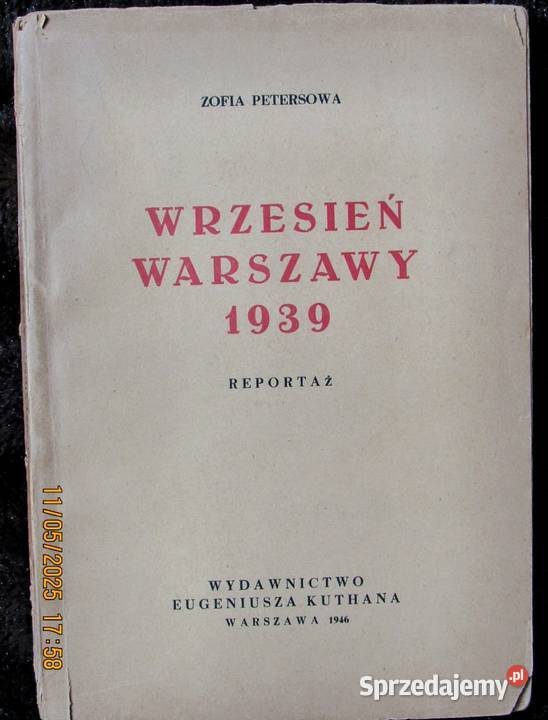 ZOFIA PETERSOWA
WRZESIEŃ
WARSZAWY
1939
REPORTAŻ
WYDAWNICTWO
EUGENIUSZA KUTHANA
WARSZAWA 1946
11/05/2025 17:58
Sprzedajemy.pl